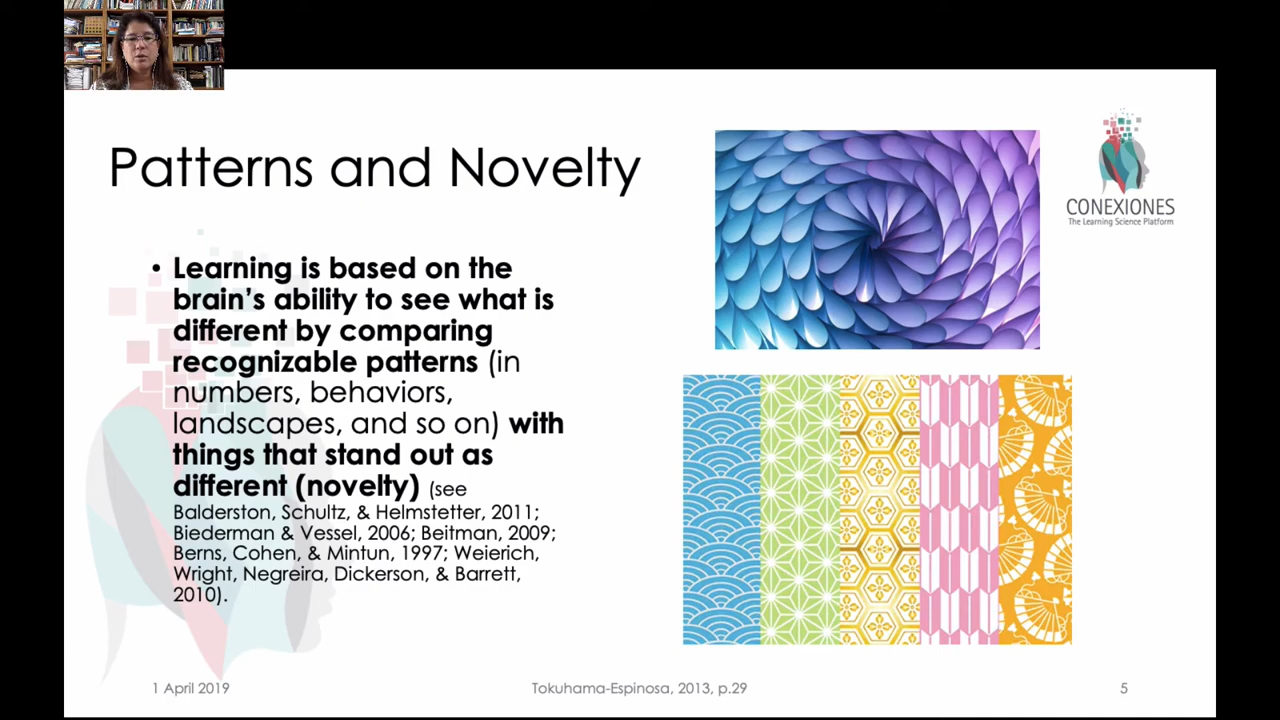 Patterns and Novelty
CONEXIONES
The Learning Science Platform
• Learning is based on the
brain’s ability to see what is
different by comparing
recognizable patterns (in
numbers, behaviors,
landscapes, and so on) with
things that stand out as
different (novelty) (see
Balderston, Schultz, & Helmstetter, 2011;
Biederman & Vessel, 2006; Beitman, 2009;
Berns, Cohen, & Mintun, 1997; Weierich,
Wright, Negreira, Dickerson, & Barrett,
2010).
1 April 2019
Tokuhama-Espinosa, 2013, p.29
5